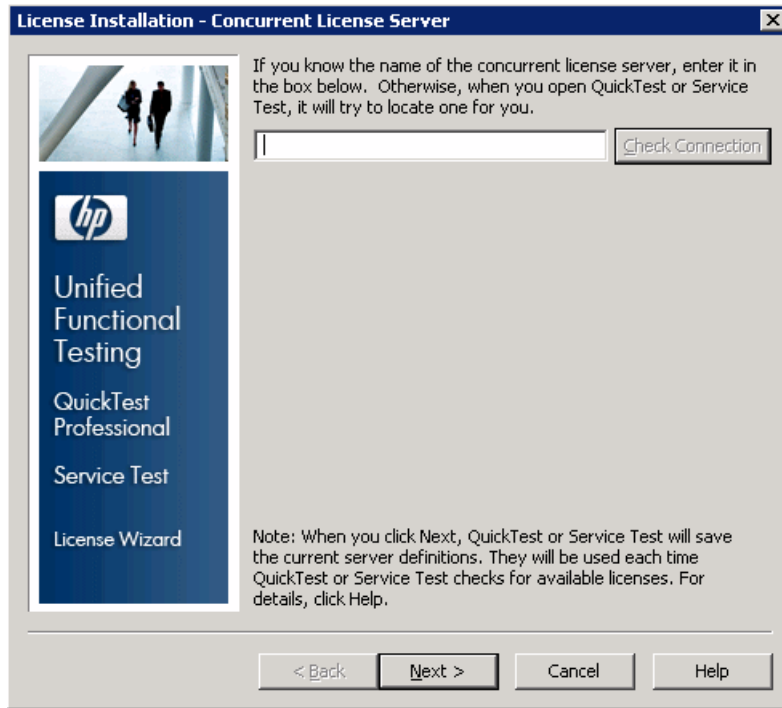 License Installation - Concurrent License Server
If you know the name of the concurrent license server, enter it in
the box below. Otherwise, when you open QuickTest or Service
Test, it will try to locate one for you.
Check Connection
hp
Unified
Functional
Testing
QuickTest
Professional
Service Test
License Wizard
Note: When you click Next, QuickTest or Service Test will save
the current server definitions. They will be used each time
QuickTest or Service Test checks for available licenses. For
details, click Help.
< Back
Next >
Cancel
Help